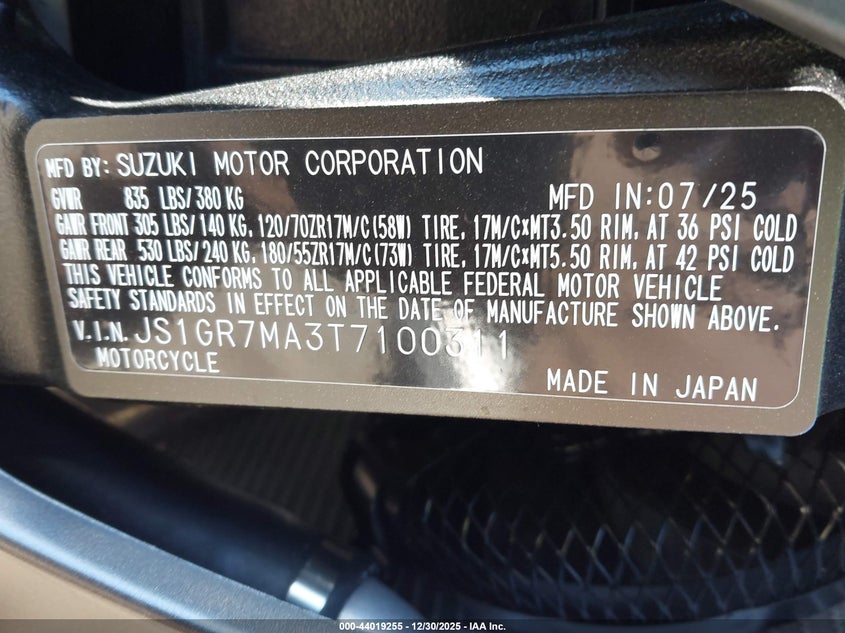 MFD BY: SUZUKI MOTOR CORPORATION
GVWR 835 LBS/380 KG MFD IN:07/25
GAWR FRONT 305 LBS/140 KG, 120/70ZR17M/C(58W) TIRE, 17M/C×MT3.50 RIM, AT 36 PSI COLD
GAWR REAR 530 LBS/240 KG, 180/55ZR17M/C(73W) TIRE, 17M/C×MT5.50 RIM, AT 42 PSI COLD
THIS VEHICLE CONFORMS TO ALL APPLICABLE FEDERAL MOTOR VEHICLE
SAFETY STANDARDS IN EFFECT ON THE DATE OF MANUFACTURE SHOWN ABOVE.
V.I.N. JS1GR7MA3T7100311
MOTORCYCLE MADE IN JAPAN
000-44019255 - 12/30/2025 - IAA Inc.